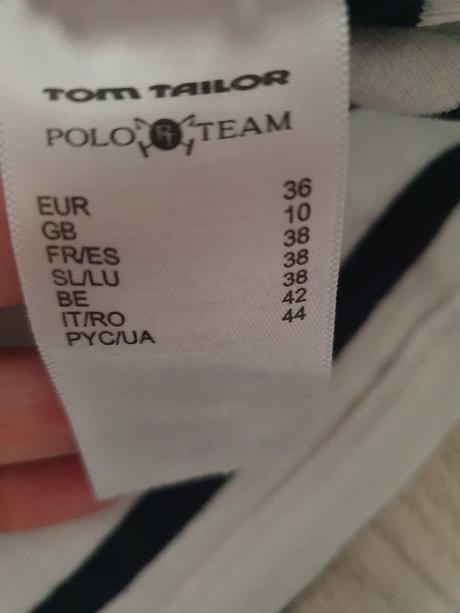 TOM TAILOR
POLO TEAM
EUR 36
GB 10
FR/ES 38
SL/LU 38
BE 38
IT/RO 42
PYC/UA 44